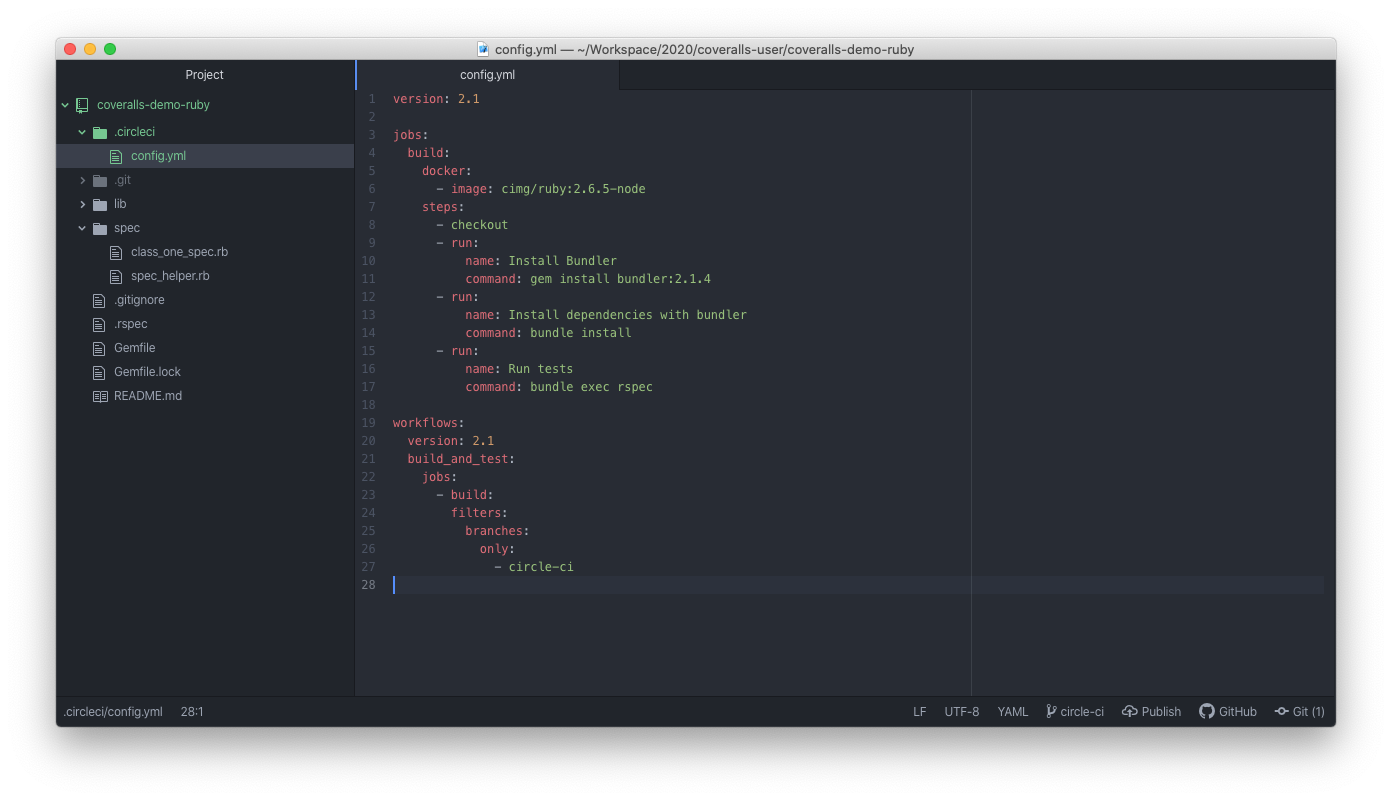 config.yml — ~/Workspace/2020/coveralls-user/coveralls-demo-ruby
Project
coveralls-demo-ruby
.circleci
config.yml
.git
lib
spec
class_one_spec.rb
spec_helper.rb
.gitignore
.rspec
Gemfile
Gemfile.lock
README.md
config.yml
1 version: 2.1
2
3 jobs:
4   build:
5     docker:
6       - image: cimg/ruby:2.6.5-node
7     steps:
8       - checkout
9       - run:
10           name: Install Bundler
11           command: gem install bundler:2.1.4
12       - run:
13           name: Install dependencies with bundler
14           command: bundle install
15       - run:
16           name: Run tests
17           command: bundle exec rspec
18
19 workflows:
20   version: 2.1
21   build_and_test:
22     jobs:
23       - build:
24         filters:
25           branches:
26             only:
27               - circle-ci
28
.circleci/config.yml 28:1 LF UTF-8 YAML circle-ci Publish GitHub Git (1)